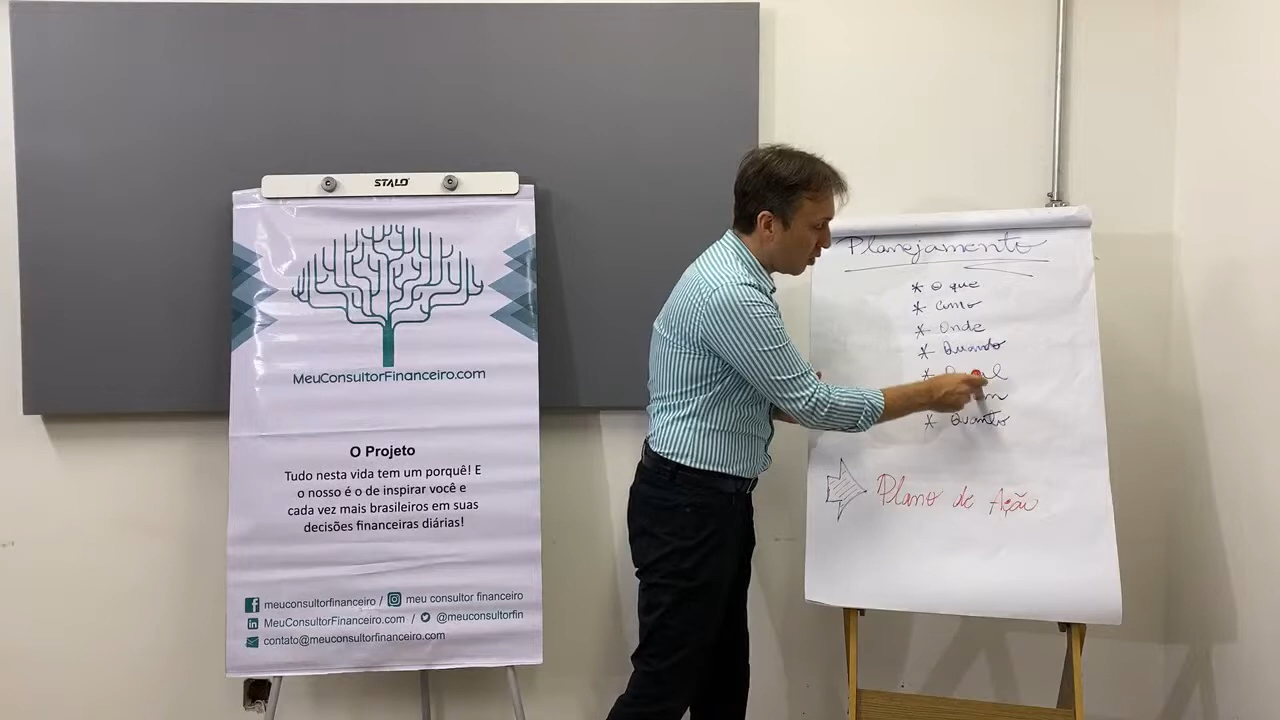 STALO
MeuConsultorFinanceiro.com
O Projeto
Tudo nesta vida tem um porquê! E
o nosso é o de inspirar você e
cada vez mais brasileiros em suas
decisões financeiras diárias!
meuconsultorfinanceiro / meu consultor financeiro
MeuConsultorFinanceiro.com / @meuconsultorfin
contato@meuconsultorfinanceiro.com
Planejamento
* O que
* Como
* Onde
* Quando
* Quanto
Plano de Ação